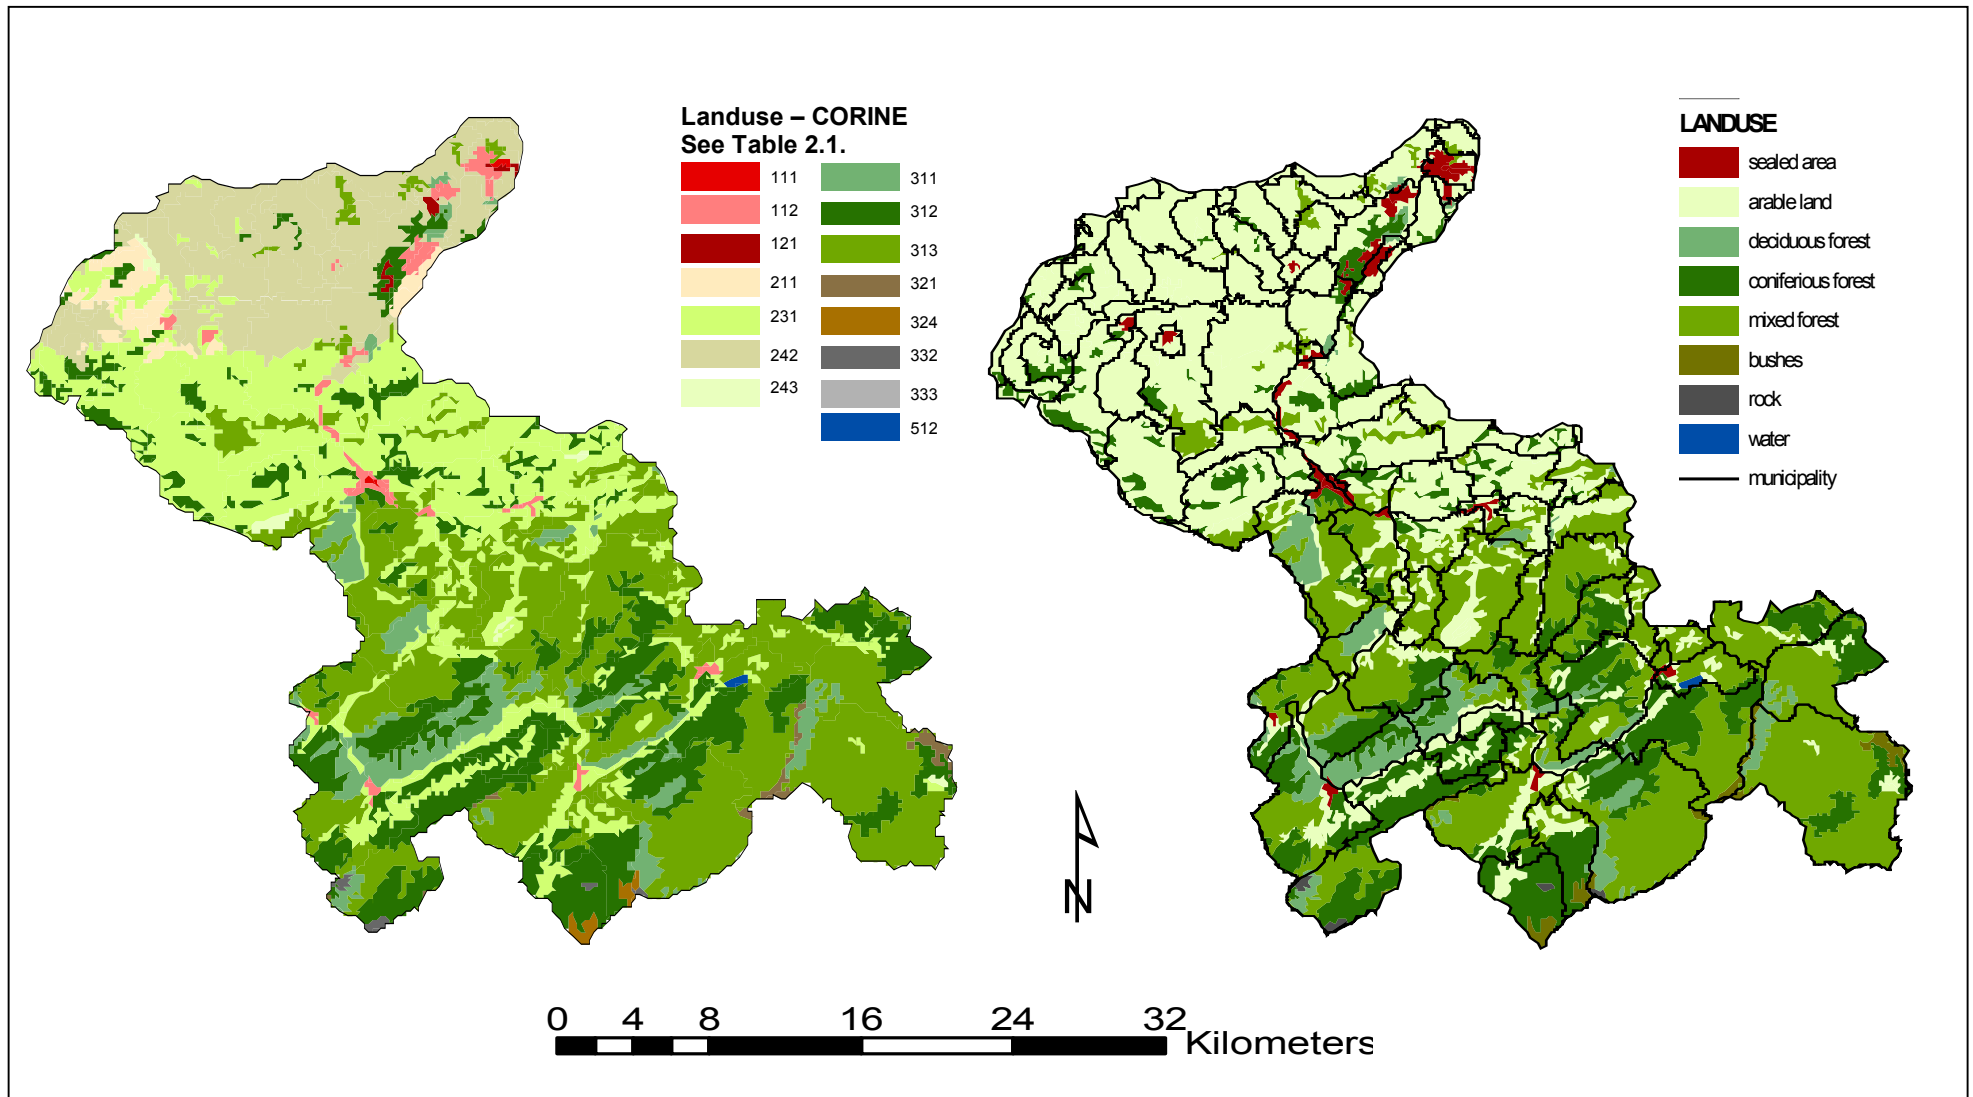 Landuse – CORINE
See Table 2.1.
111
112
121
211
231
242
243
311
312
313
321
324
332
333
512
LANDUSE
sealed area
arable land
deciduous forest
coniferious forest
mixed forest
bushes
rock
water
municipality
N
0 4 8 16 24 32
Kilometers